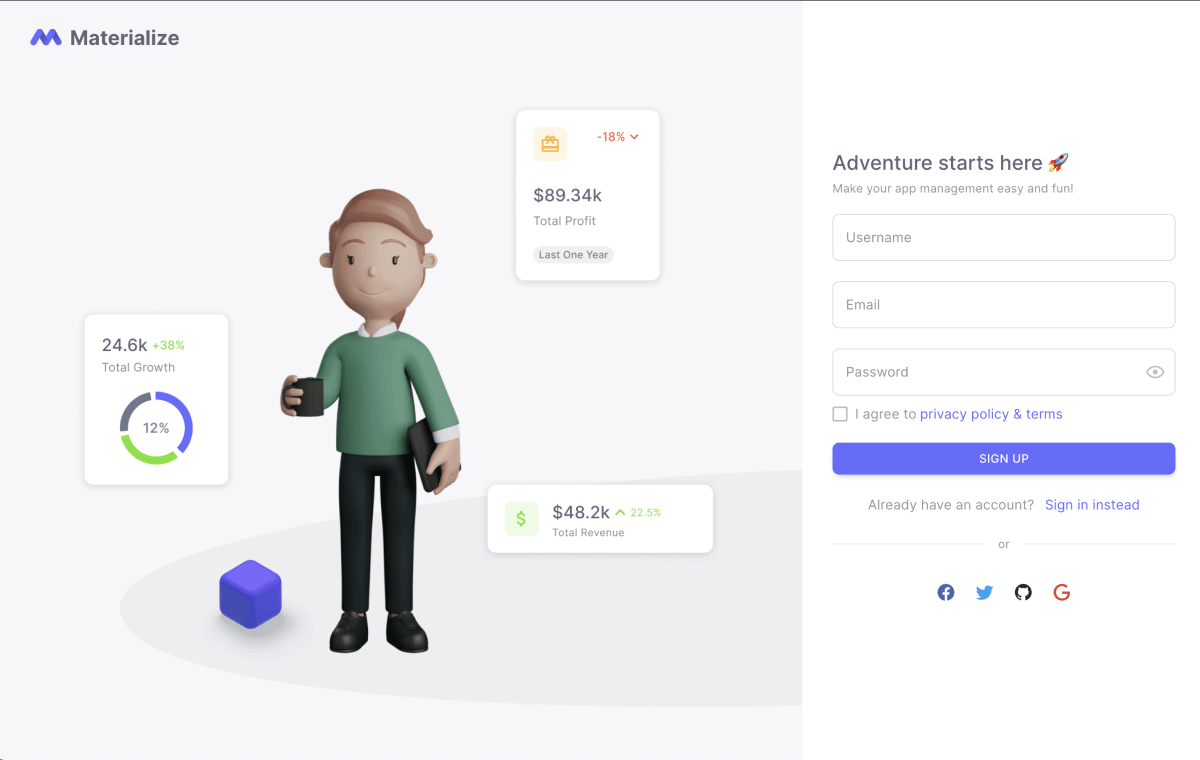 Materialize
-18%
$89.34k
Total Profit
Last One Year
24.6k +38%
Total Growth
12%
$
$48.2k 22.5%
Total Revenue
Adventure starts here 🚀
Make your app management easy and fun!
Username
Email
Password
I agree to privacy policy & terms
SIGN UP
Already have an account? Sign in instead
or